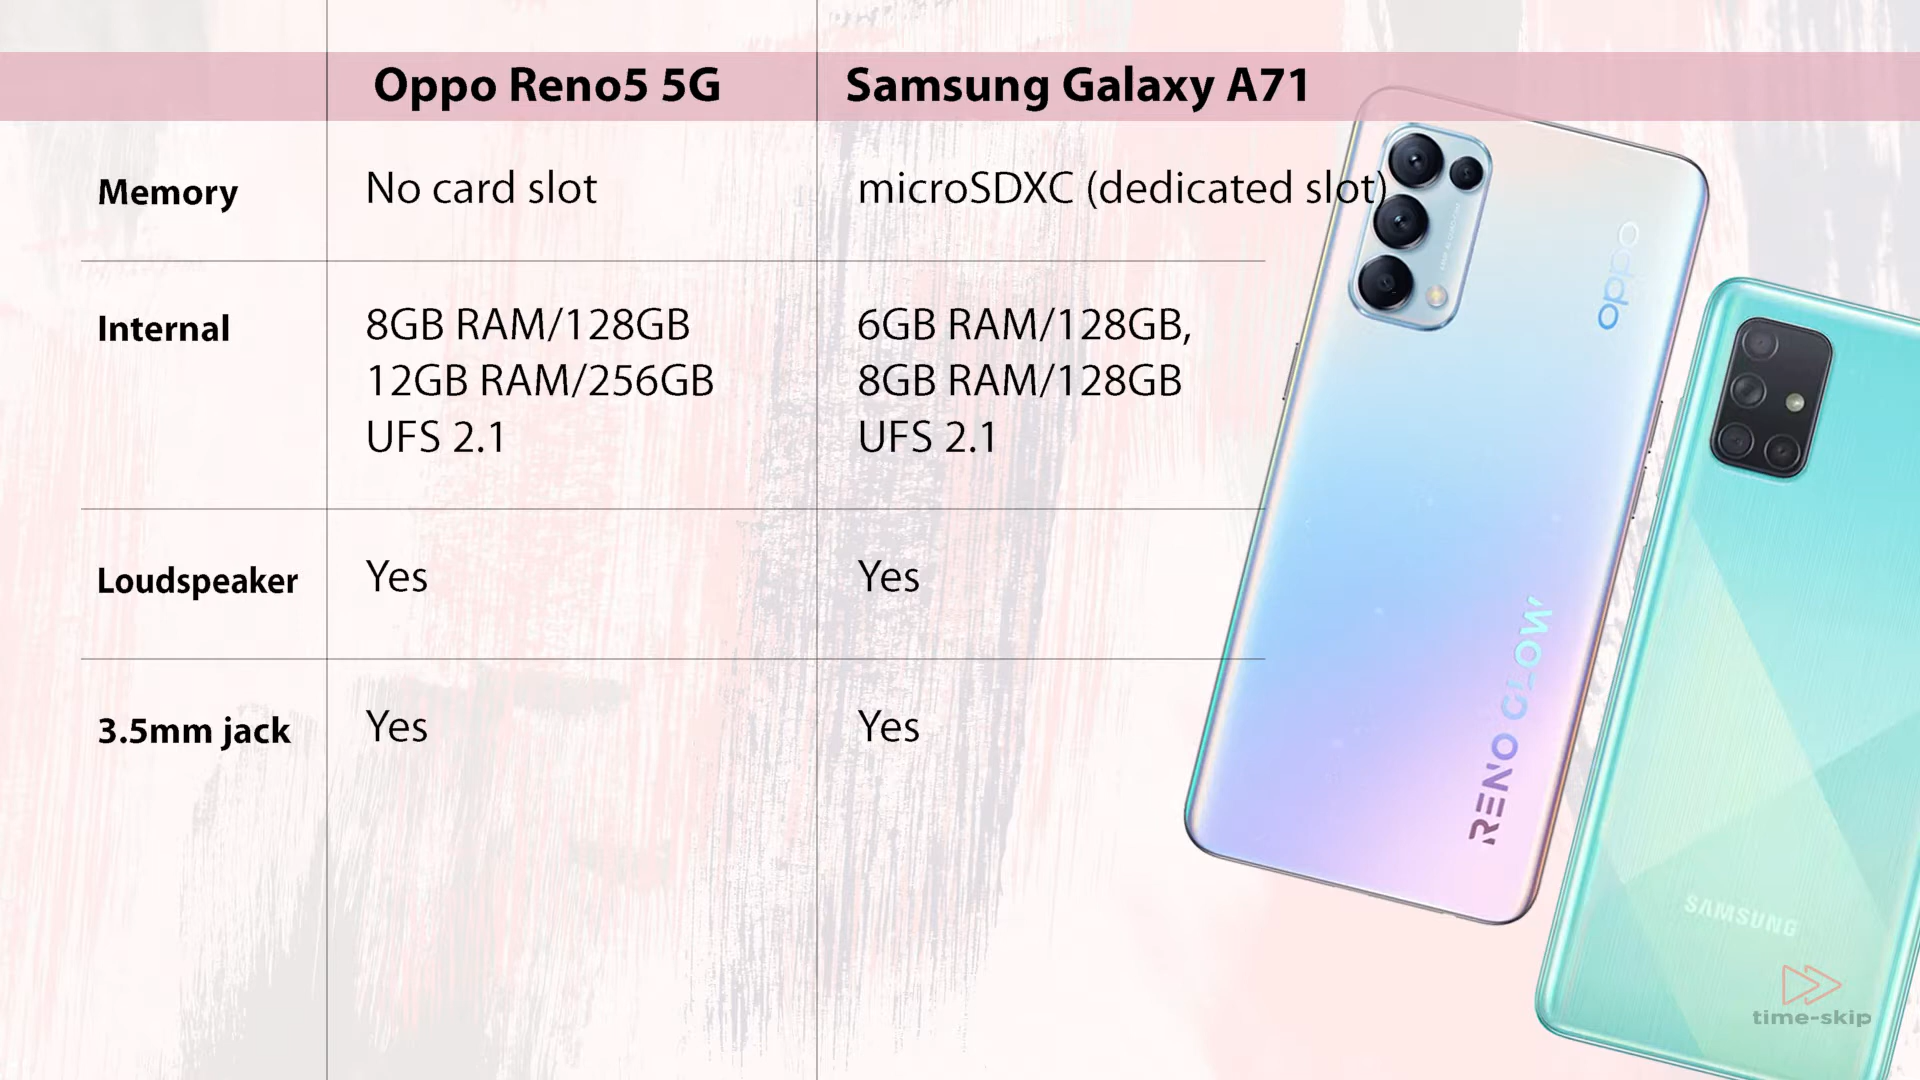 Oppo Reno5 5G
Samsung Galaxy A71
Memory
No card slot
microSDXC (dedicated slot)
Internal
8GB RAM/128GB
12GB RAM/256GB
UFS 2.1
6GB RAM/128GB,
8GB RAM/128GB
UFS 2.1
Loudspeaker
Yes
Yes
3.5mm jack
Yes
Yes
oppo
RENO GLOW
SAMSUNG
time-skip